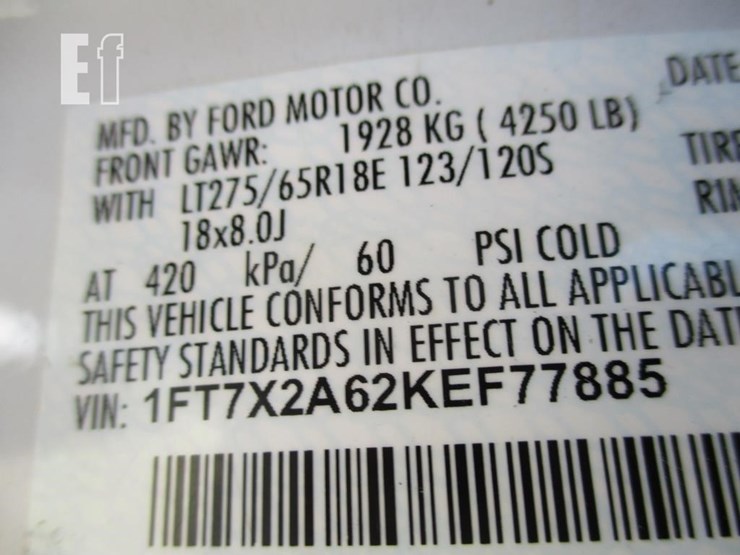 Ef
MFD. BY FORD MOTOR CO. DATE
FRONT GAWR: 1928 KG ( 4250 LB)
WITH LT275/65R18E 123/120S TIRE
18x8.0J RIM
AT 420 kPa/ 60 PSI COLD
THIS VEHICLE CONFORMS TO ALL APPLICABL
SAFETY STANDARDS IN EFFECT ON THE DAT
VIN: 1FT7X2A62KEF77885